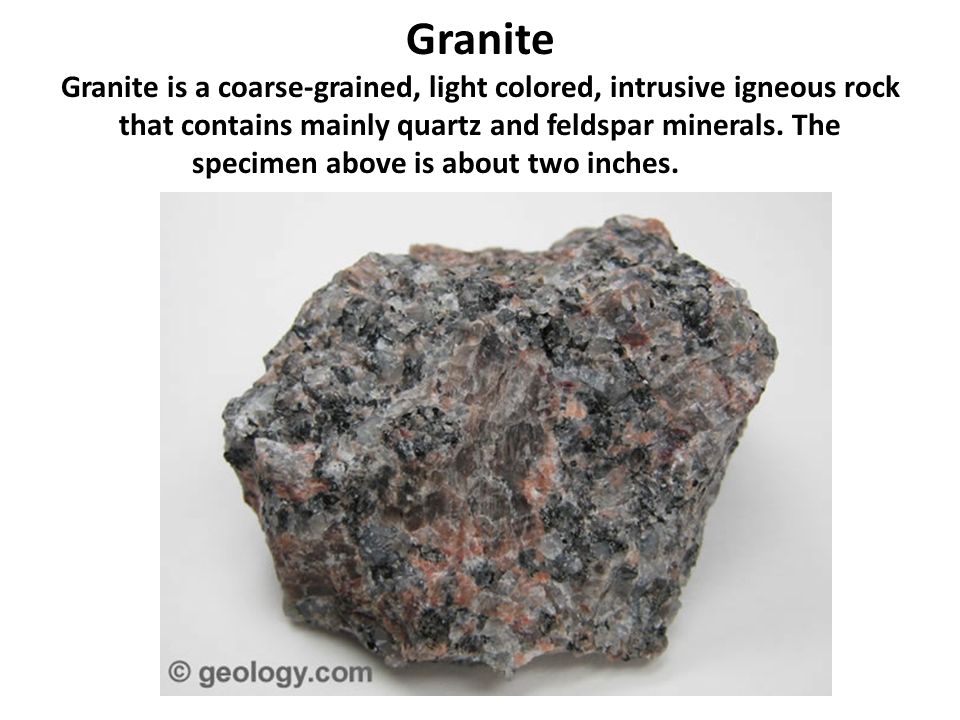 Granite
Granite is a coarse-grained, light colored, intrusive igneous rock
that contains mainly quartz and feldspar minerals. The
specimen above is about two inches.
© geology.com